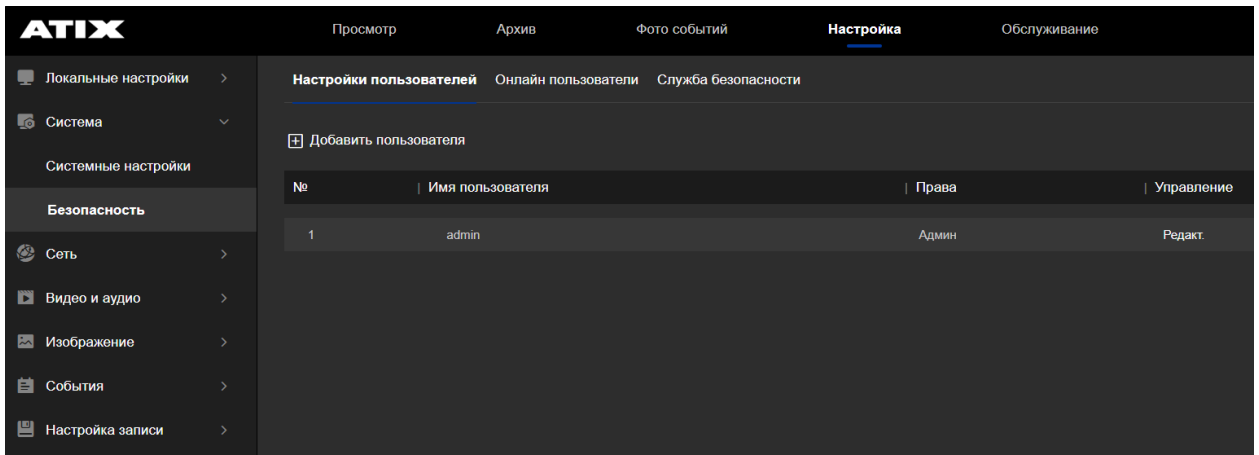 ATIX
Просмотр Архив Фото событий Настройка Обслуживание
Локальные настройки
Система
Системные настройки
Безопасность
Сеть
Видео и аудио
Изображение
События
Настройка записи
Настройки пользователей Онлайн пользователи Служба безопасности
Добавить пользователя
№ | Имя пользователя | Права | Управление
1 admin Админ Редакт.